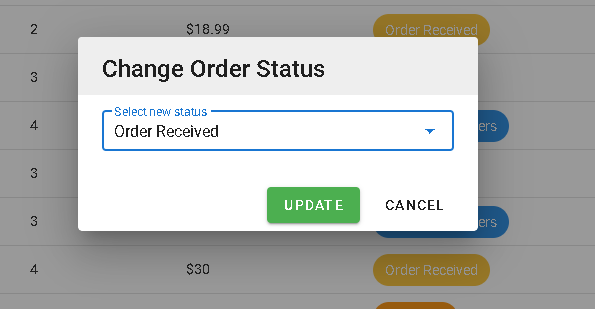 2 $18.99 Order Received
Change Order Status
3
Select new status
4 Order Received ers
3
UPDATE CANCEL
3 ers
4 $30 Order Received